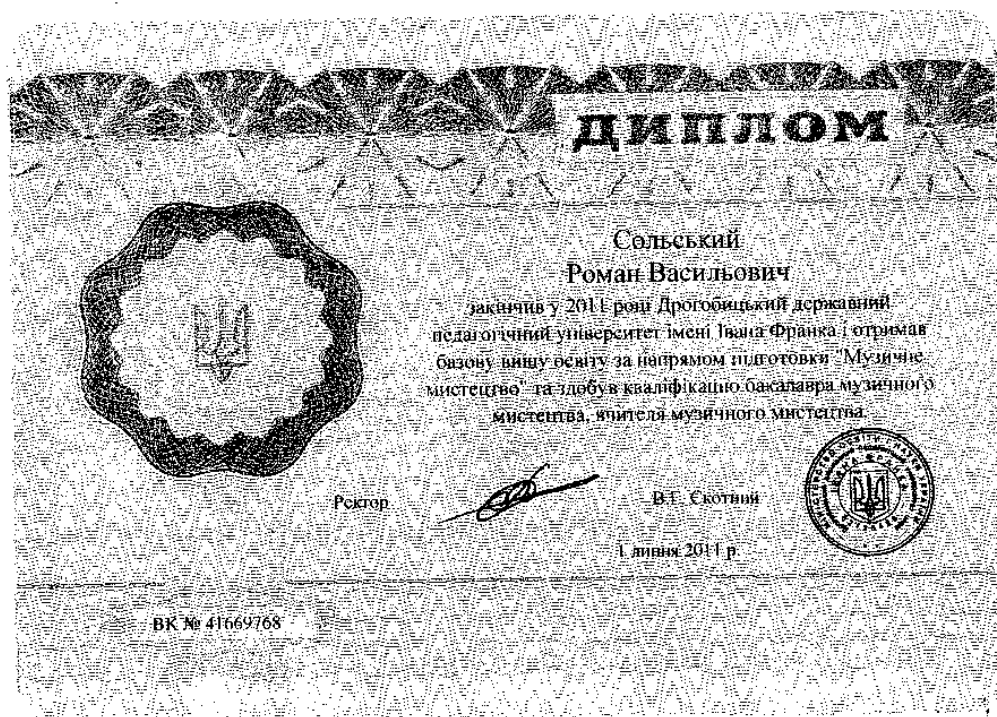 ДИПЛОМ
Сольський
Роман Васильович
закінчив у 2011 році Дрогобицький державний
педагогічний університет імені Івана Франка і отримав
базову вищу освіту за напрямом підготовки "Музичне
мистецтво" та здобув кваліфікацію бакалавра музичного
мистецтва, вчителя музичного мистецтва.
Ректор
В.Г. Скотний
1 липня 2011 р.
ВК № 41669768